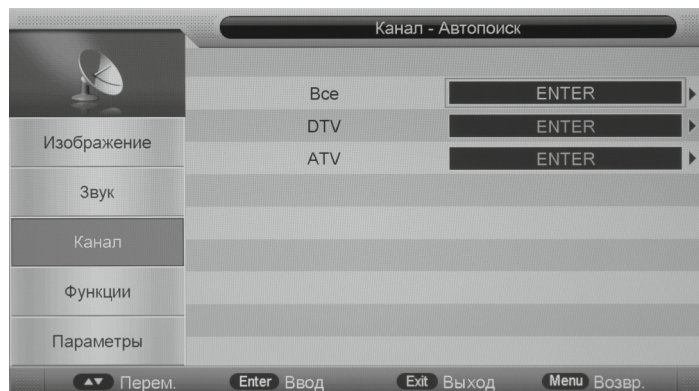 Канал - Автопоиск
Все ENTER
DTV ENTER
ATV ENTER
Изображение
Звук
Канал
Функции
Параметры
Перем. Enter Ввод Exit Выход Menu Возвр.